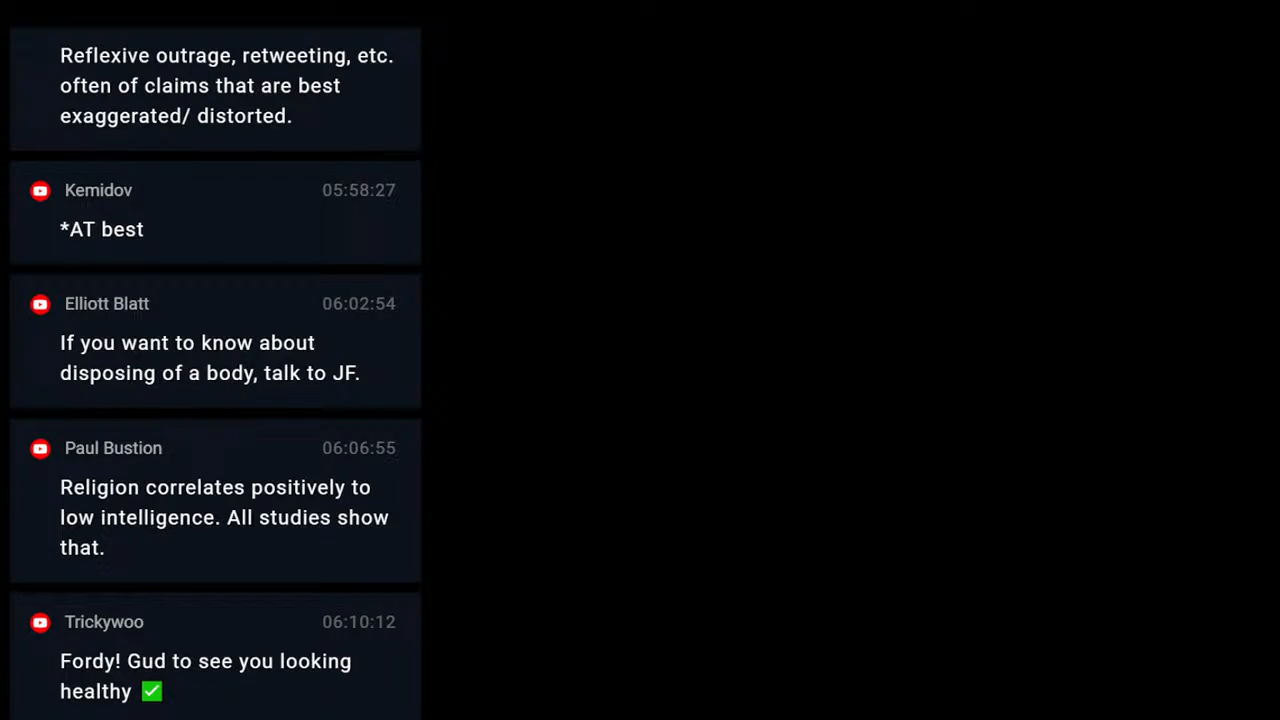 Reflexive outrage, retweeting, etc.
often of claims that are best
exaggerated/ distorted.
Kemidov 05:58:27
*AT best
Elliott Blatt 06:02:54
If you want to know about
disposing of a body, talk to JF.
Paul Bustion 06:06:55
Religion correlates positively to
low intelligence. All studies show
that.
Trickywoo 06:10:12
Fordy! Gud to see you looking
healthy ✅